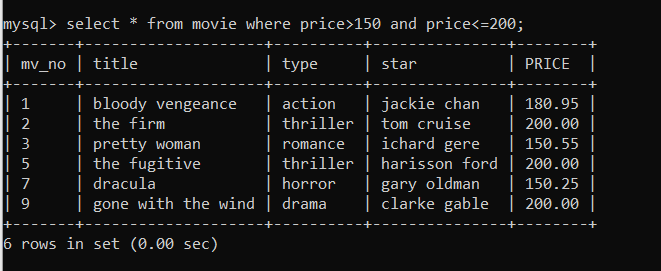 mysql> select * from movie where price>150 and price<=200;
+-------+--------------------+----------+---------------+--------+
| mv_no | title              | type     | star          | PRICE  |
+-------+--------------------+----------+---------------+--------+
| 1     | bloody vengeance   | action   | jackie chan   | 180.95 |
| 2     | the firm           | thriller | tom cruise    | 200.00 |
| 3     | pretty woman       | romance  | ichard gere   | 150.55 |
| 5     | the fugitive       | thriller | harisson ford | 200.00 |
| 7     | dracula            | horror   | gary oldman   | 150.25 |
| 9     | gone with the wind | drama    | clarke gable  | 200.00 |
+-------+--------------------+----------+---------------+--------+
6 rows in set (0.00 sec)